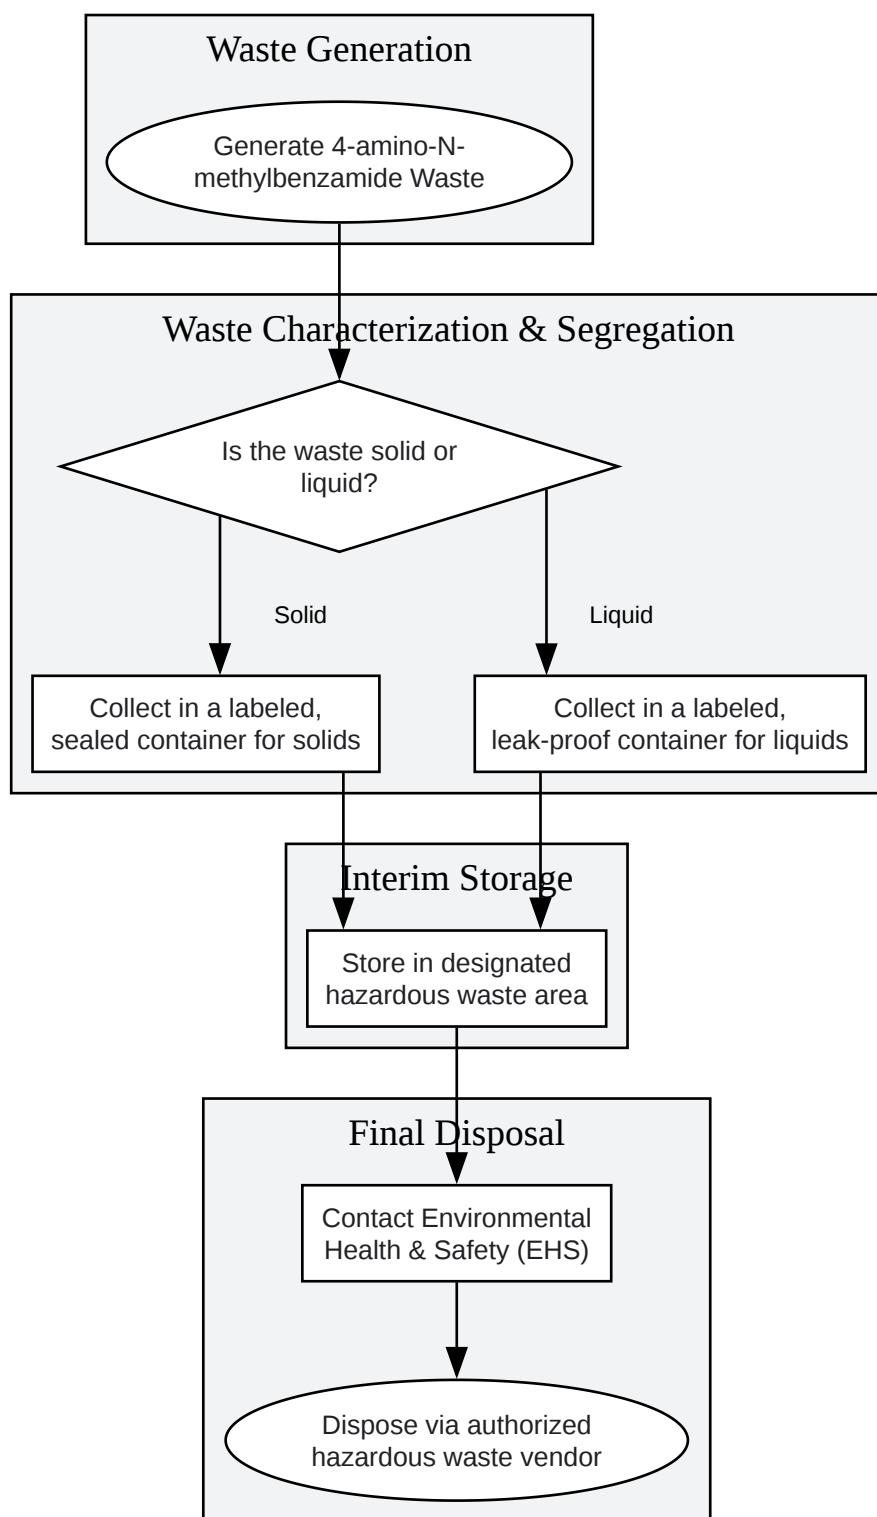 Waste Generation
Generate 4-amino-N-
methylbenzamide Waste
Waste Characterization & Segregation
Is the waste solid or
liquid?
Solid
Liquid
Collect in a labeled,
sealed container for solids
Collect in a labeled,
leak-proof container for liquids
Interim Storage
Store in designated
hazardous waste area
Final Disposal
Contact Environmental
Health & Safety (EHS)
Dispose via authorized
hazardous waste vendor